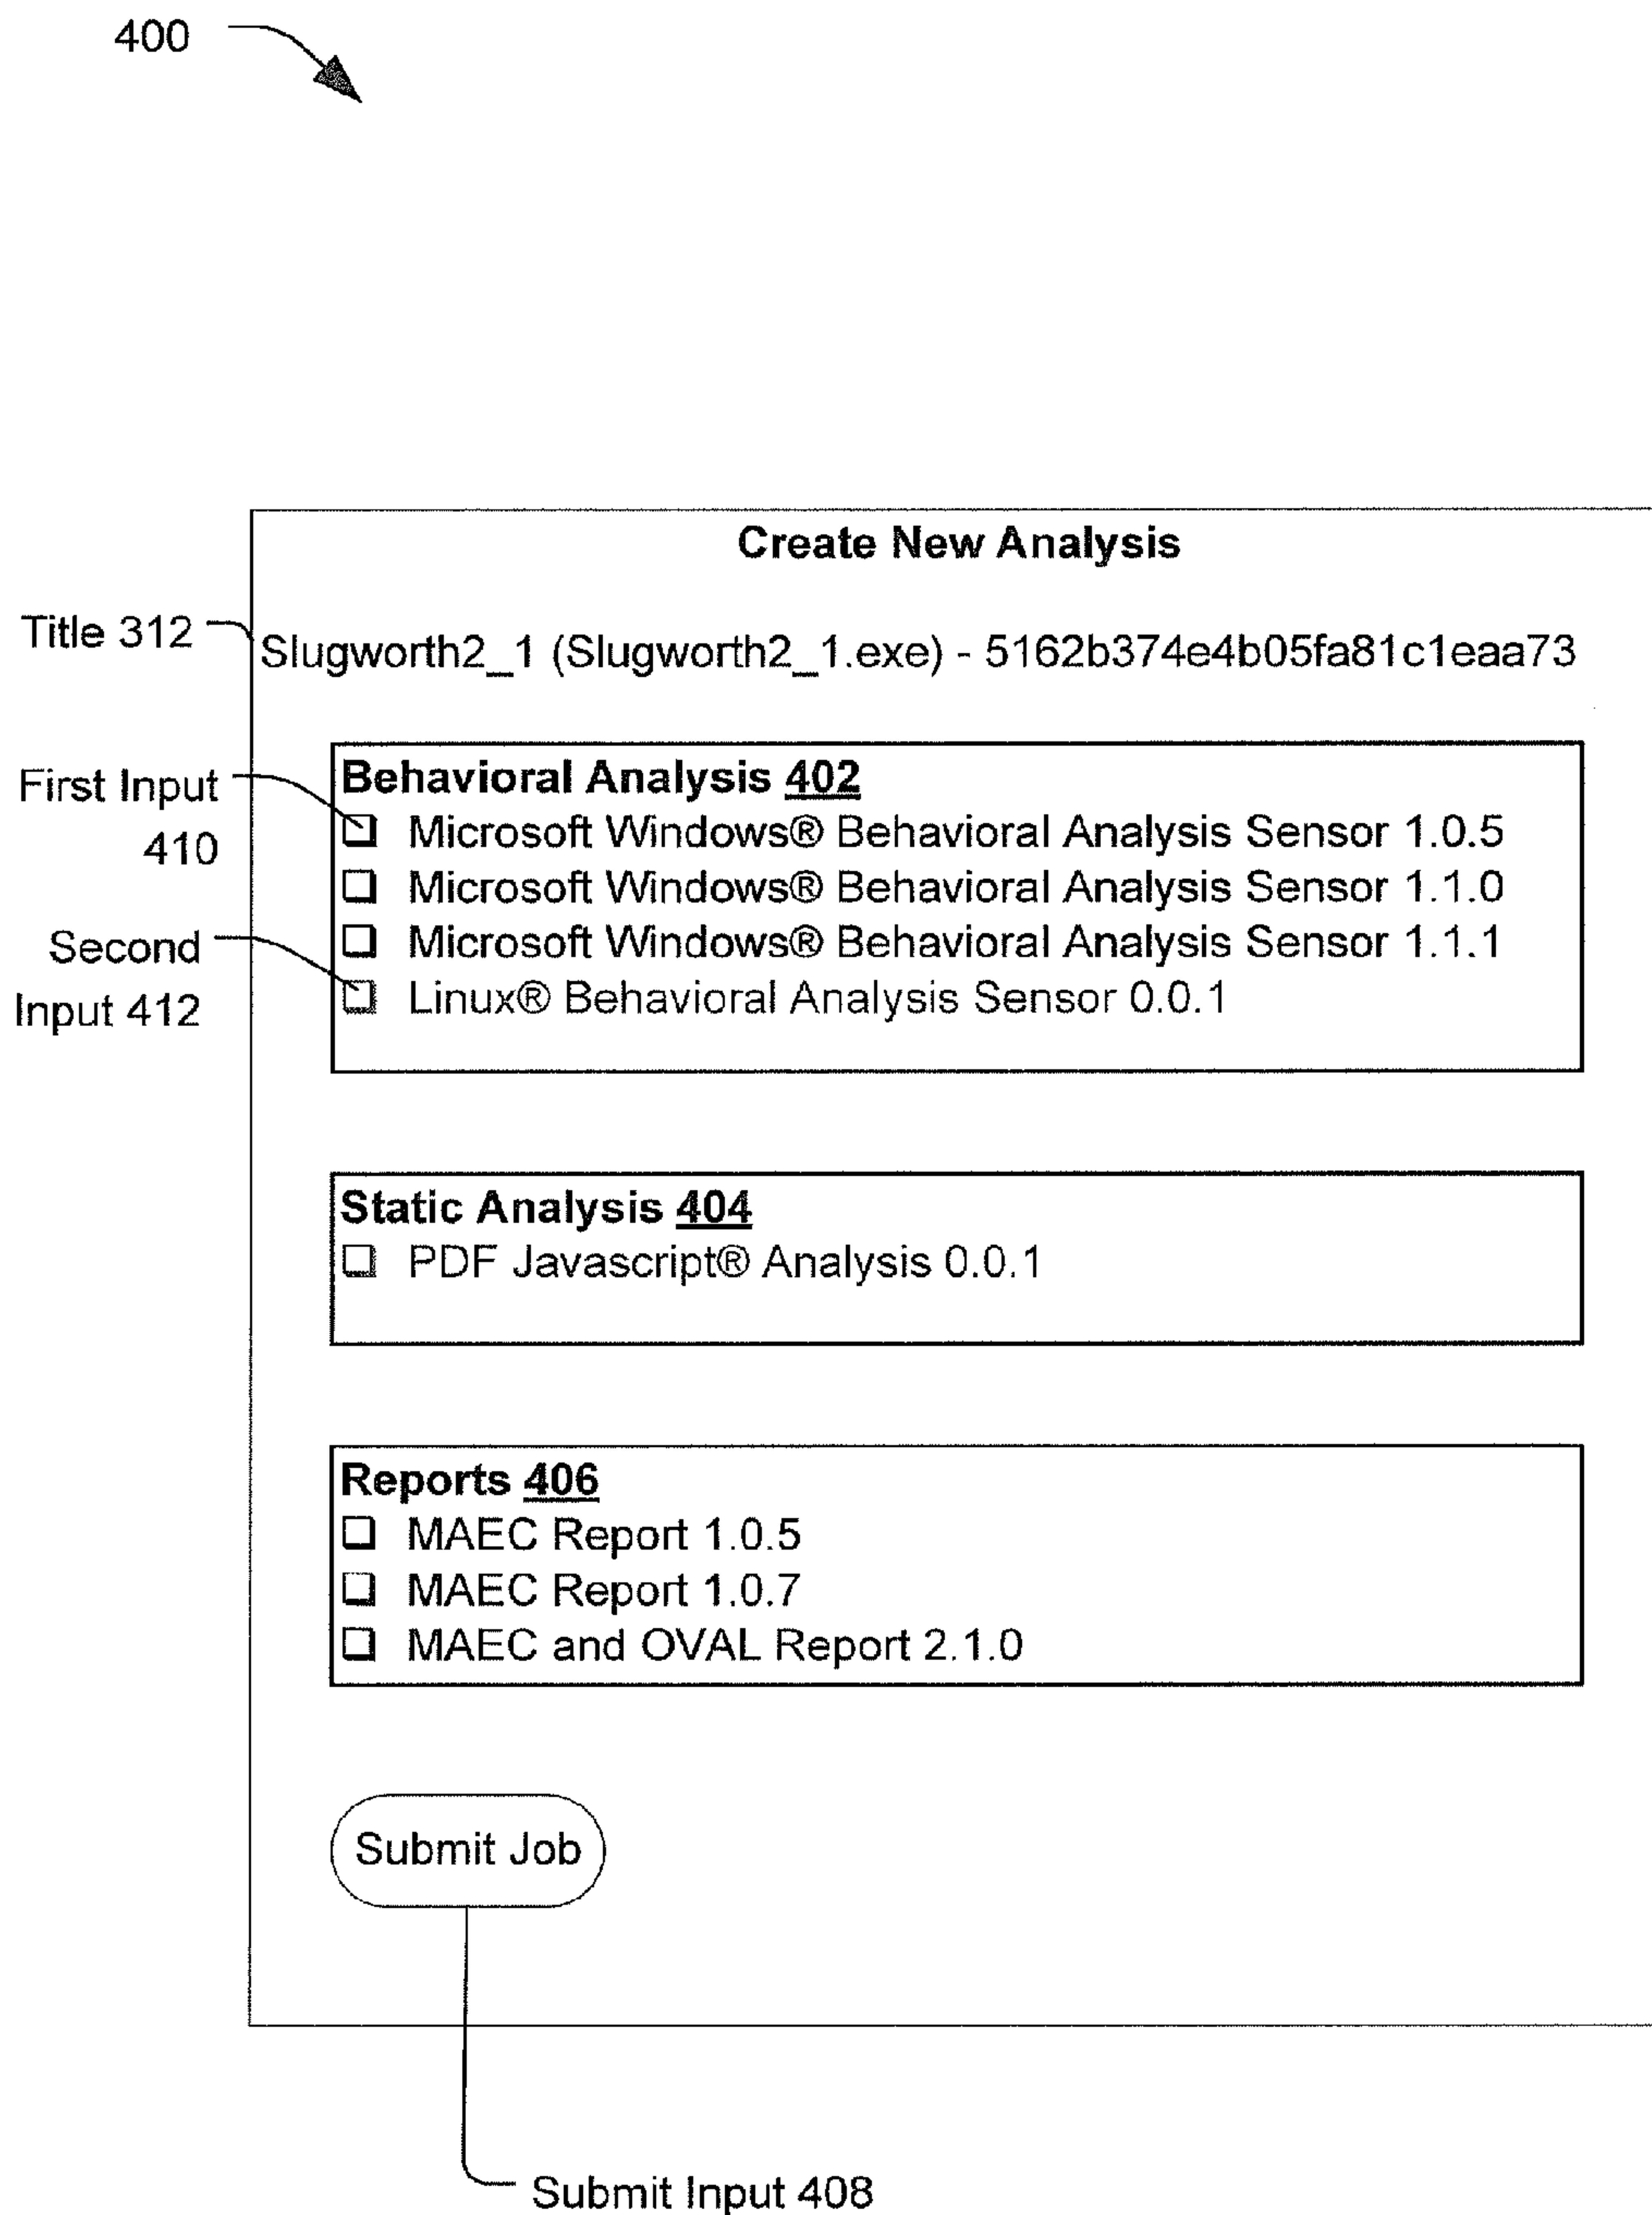 400
Create New Analysis
Title 312
Slugworth2_1 (Slugworth2_1.exe) - 5162b374e4b05fa81c1eaa73
First Input
410
Behavioral Analysis 402
❑ Microsoft Windows® Behavioral Analysis Sensor 1.0.5
❑ Microsoft Windows® Behavioral Analysis Sensor 1.1.0
❑ Microsoft Windows® Behavioral Analysis Sensor 1.1.1
Second
Input 412
❑ Linux® Behavioral Analysis Sensor 0.0.1
Static Analysis 404
❑ PDF Javascript® Analysis 0.0.1
Reports 406
❑ MAEC Report 1.0.5
❑ MAEC Report 1.0.7
❑ MAEC and OVAL Report 2.1.0
Submit Job
Submit Input 408